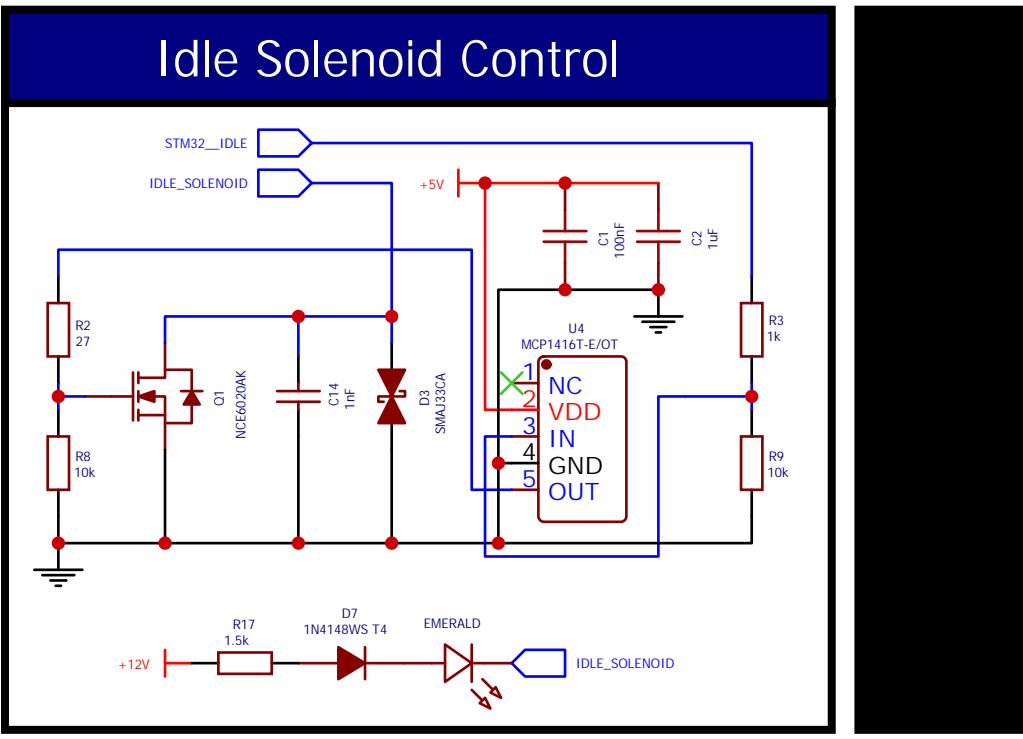 Idle Solenoid Control
STM32__IDLE
IDLE_SOLENOID
+5V
C1
100nF
C2
1uF
R2
27
R3
1k
U4
MCP1416T-E/OT
Q1
NCE6020AK
C14
1nF
D3
SMAJ33CA
1 NC
2 VDD
3 IN
4 GND
5 OUT
R8
10k
R9
10k
R17
1.5k
D7
1N4148WS T4
EMERALD
+12V
IDLE_SOLENOID